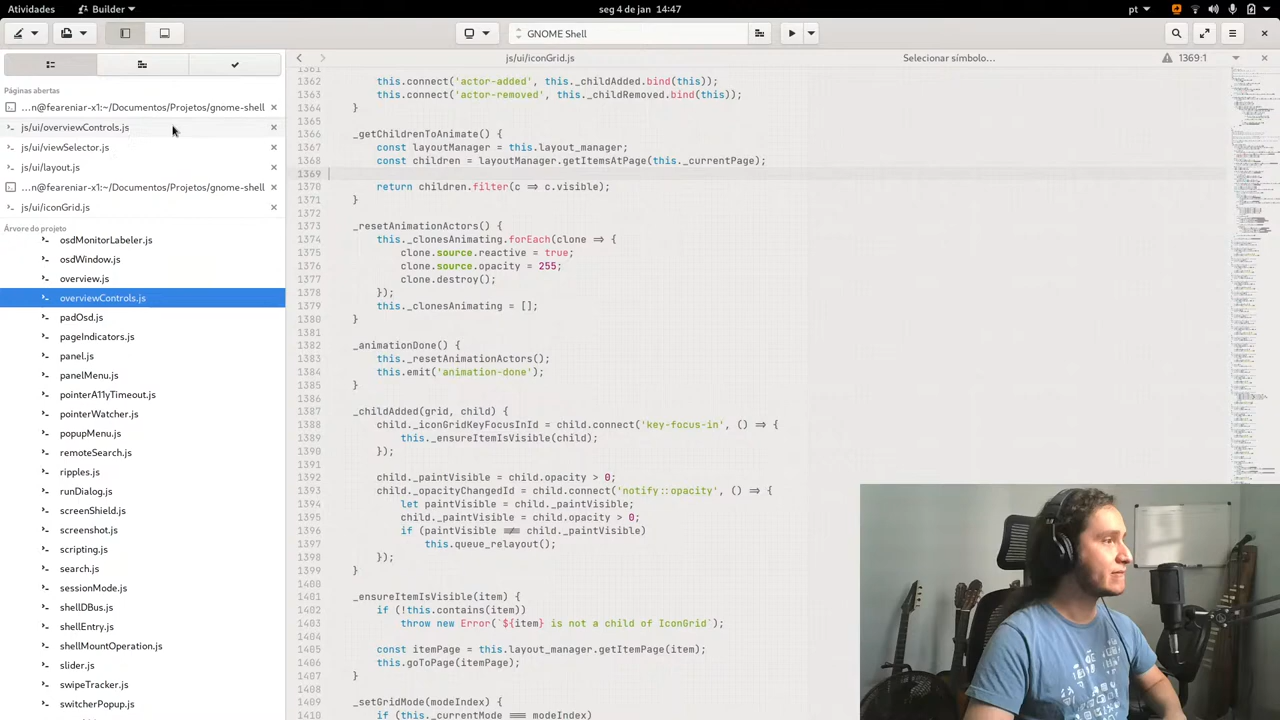 Atividades
Builder
seg 4 de jan 14:47
pt
GNOME Shell
js/ui/iconGrid.js
Selecionar símbolo…
1369:1
Páginas abertas
…n@feareniar-x1:~/Documentos/Projetos/gnome-shell
js/ui/overviewControls.js
js/ui/viewSelector.js
js/ui/layout.js
…n@feareniar-x1:~/Documentos/Projetos/gnome-shell
js/ui/iconGrid.js
Árvore do projeto
osdMonitorLabeler.js
osdWindow.js
overview.js
overviewControls.js
padOsd.js
pageIndicators.js
panel.js
panelMenu.js
pointerA11yTimeout.js
pointerWatcher.js
popupMenu.js
remoteSearch.js
ripples.js
runDialog.js
screenShield.js
screenshot.js
scripting.js
search.js
sessionMode.js
shellDBus.js
shellEntry.js
shellMountOperation.js
slider.js
swipeTracker.js
switcherPopup.js
1361
1362 this.connect('actor-added', this._childAdded.bind(this));
1363 this.connect('actor-removed', this._childRemoved.bind(this));
1364 }
1365
1366 _getChildrenToAnimate() {
1367 const layoutManager = this.layout_manager;
1368 const children = layoutManager.getItemsAtPage(this._currentPage);
1369
1370 return children.filter(c => c.visible);
1371 }
1372
1373 _resetAnimationActors() {
1374 this._clonesAnimating.forEach(clone => {
1375 clone.source.reactive = true;
1376 clone.source.opacity = 255;
1377 clone.destroy();
1378 });
1379 this._clonesAnimating = [];
1380 }
1381
1382 _animationDone() {
1383 this._resetAnimationActors();
1384 this.emit('animation-done');
1385 }
1386
1387 _childAdded(grid, child) {
1388 child._iconGridKeyFocusInId = child.connect('key-focus-in', () => {
1389 this._ensureItemIsVisible(child);
1390 });
1391
1392 child._paintVisible = child.opacity > 0;
1393 child._opacityChangedId = child.connect('notify::opacity', () => {
1394 let paintVisible = child._paintVisible;
1395 child._paintVisible = child.opacity > 0;
1396 if (paintVisible !== child._paintVisible)
1397 this.queue_relayout();
1398 });
1399 }
1400
1401 _ensureItemIsVisible(item) {
1402 if (!this.contains(item))
1403 throw new Error(`${item} is not a child of IconGrid`);
1404
1405 const itemPage = this.layout_manager.getItemPage(item);
1406 this.goToPage(itemPage);
1407 }
1408
1409 _setGridMode(modeIndex) {
1410 if (this._currentMode === modeIndex)